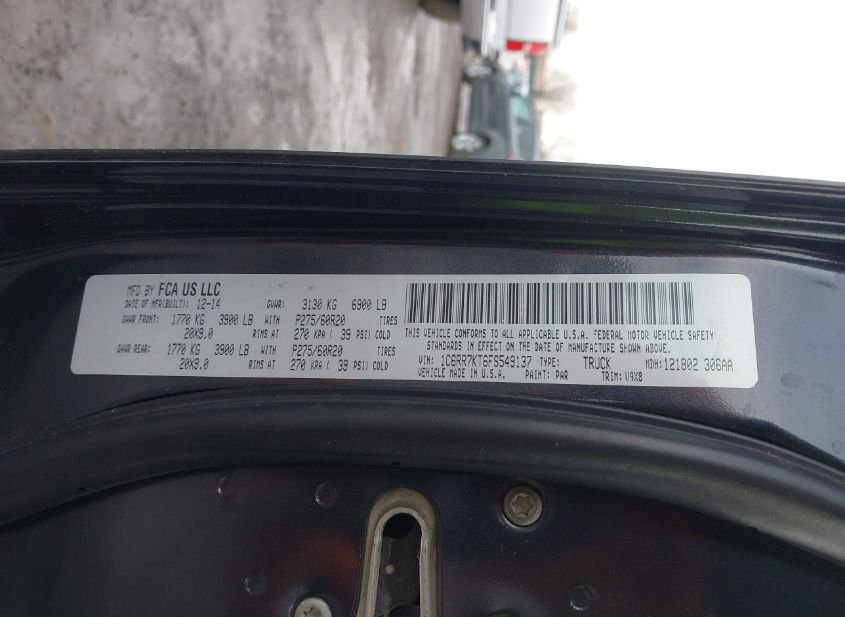 MFD BY FCA US LLC
DATE OF MFR(BUILT): 12-14 GVWR: 3130 KG 6900 LB
GAWR FRONT: 1770 KG 3900 LB WITH P275/60R20 TIRES
20X9.0 RIMS AT 270 KPA ( 39 PSI) COLD
GAWR REAR: 1770 KG 3900 LB WITH P275/60R20 TIRES
20X9.0 RIMS AT 270 KPA ( 39 PSI) COLD
THIS VEHICLE CONFORMS TO ALL APPLICABLE U.S.A. FEDERAL MOTOR VEHICLE SAFETY
STANDARDS IN EFFECT ON THE DATE OF MANUFACTURE SHOWN ABOVE.
VIN: 1C6RR7KT6FS549137 TYPE: TRUCK MDH:121802 306AA
VEHICLE MADE IN U.S.A. PAINT: PAR TRIM: V9X8